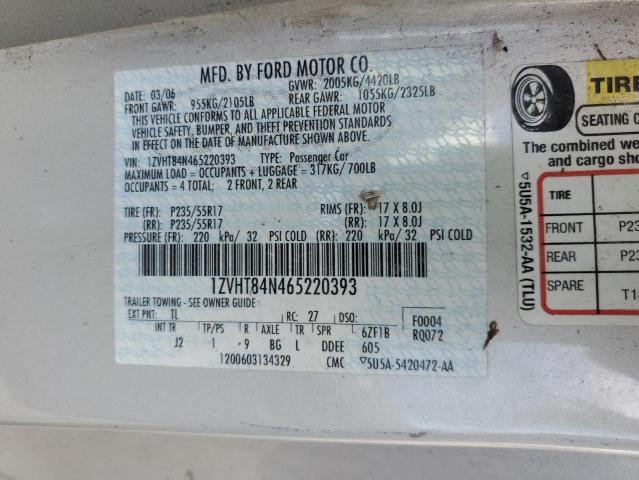 MFD. BY FORD MOTOR CO.
DATE: 03/06 GVWR: 2005KG/4420LB
FRONT GAWR: 955KG/2105LB REAR GAWR: 1055KG/2325LB
THIS VEHICLE CONFORMS TO ALL APPLICABLE FEDERAL MOTOR
VEHICLE SAFETY, BUMPER, AND THEFT PREVENTION STANDARDS
IN EFFECT ON THE DATE OF MANUFACTURE SHOWN ABOVE.
VIN: 1ZVHT84N465220393 TYPE: Passenger Car
MAXIMUM LOAD = OCCUPANTS + LUGGAGE = 317KG/700LB
OCCUPANTS = 4 TOTAL: 2 FRONT, 2 REAR
TIRE (FR): P235/55R17 RIMS (FR): 17 X 8.0J
(RR): P235/55R17 (RR): 17 X 8.0J
PRESSURE (FR): 220 kPa/ 32 PSI COLD (RR): 220 kPa/ 32 PSI COLD
1ZVHT84N465220393
TRAILER TOWING - SEE OWNER GUIDE
EXT PNT: TL RC: 27 DSO: F0004
INT TR TP/PS R AXLE TR SPR 6ZF1B RQ072
J2 1 9 BG L DDEE 605
1200603134329 CMC ▽5U5A-5420472-AA
▽5U5A-1532-AA (TLU)
TIRE
SEATING C
The combined we
and cargo sho
TIRE
FRONT P23
REAR P23
SPARE T1